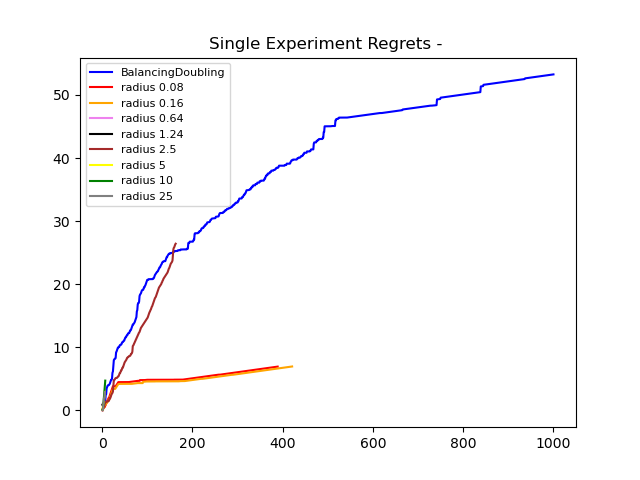 Single Experiment Regrets -
BalancingDoubling
radius 0.08
radius 0.16
radius 0.64
radius 1.24
radius 2.5
radius 5
radius 10
radius 25
50
40
30
20
10
0
0 200 400 600 800 1000